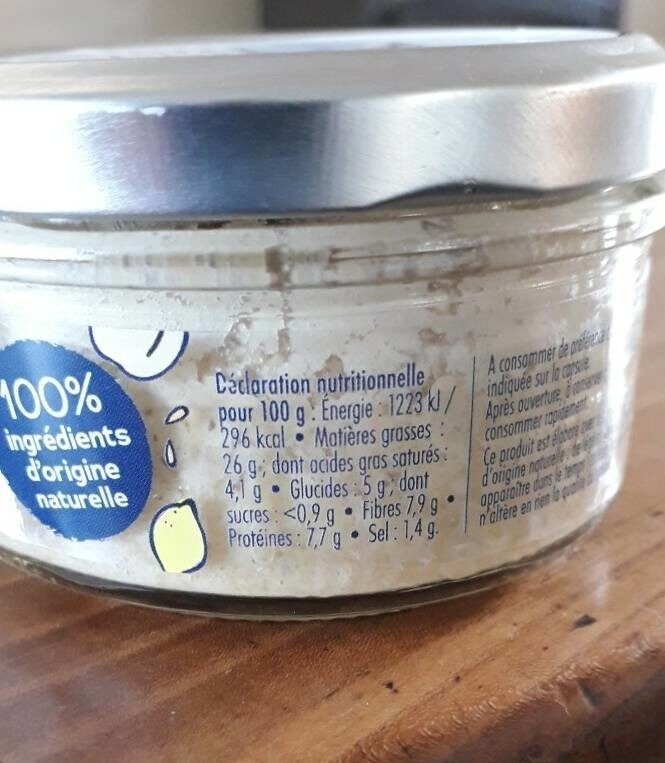 100%
ingrédients
d'origine
naturelle
Déclaration nutritionnelle
pour 100 g : Énergie : 1223 kJ /
296 kcal • Matières grasses :
26 g, dont acides gras saturés :
4,1 g • Glucides : 5 g, dont
sucres : <0,9 g • Fibres 7,9 g •
Protéines : 7,7 g • Sel : 1,4 g.
A consommer de préférence
indiquée sur la capsule.
Après ouverture, à conserver
consommer rapidement.
Ce produit est élaboré
d'origine naturelle, de
apparaître dans le temps
n'altère en rien la qualité